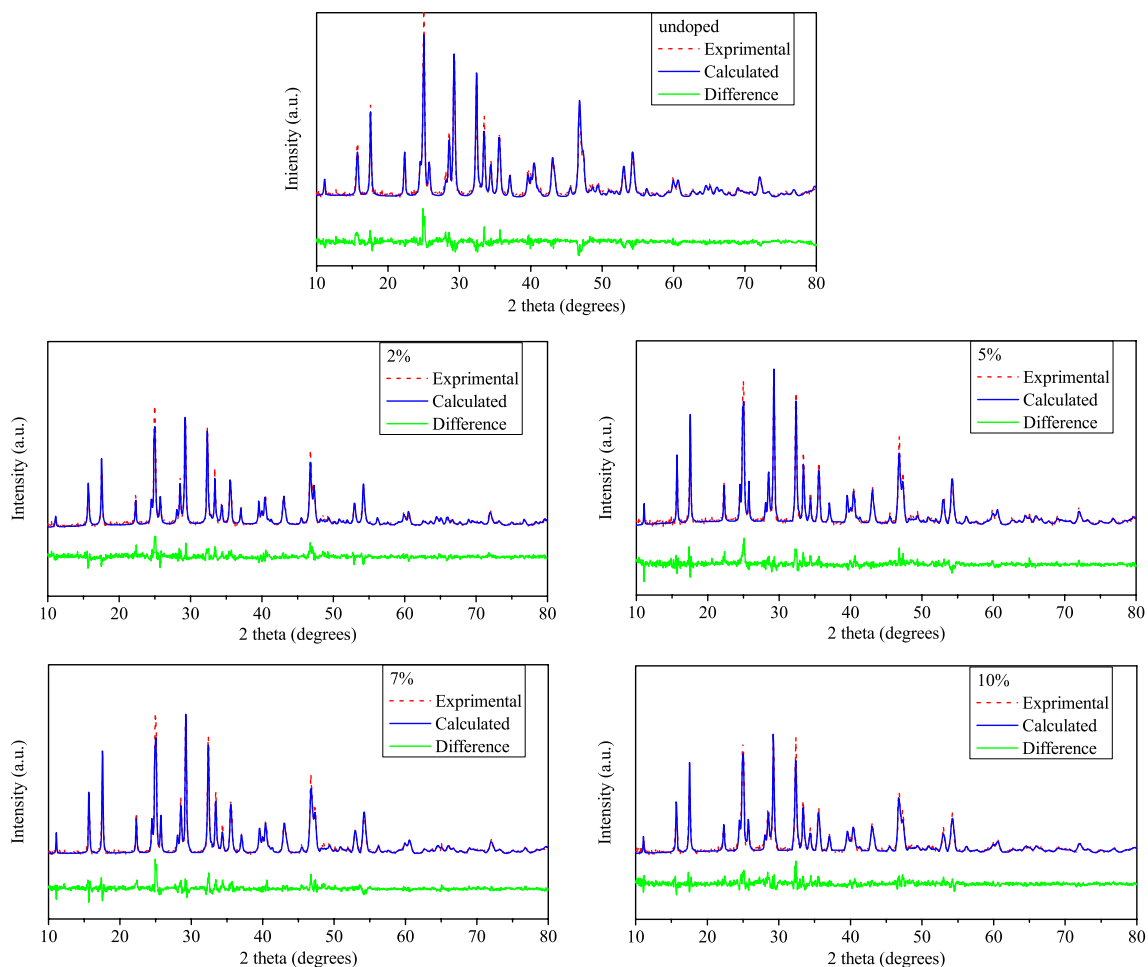 undoped
Exprimental
Calculated
Difference
Iniensity (a.u.)
10 20 30 40 50 60 70 80
2 theta (degrees)
2%
Exprimental
Calculated
Difference
Intensity (a.u.)
10 20 30 40 50 60 70 80
2 theta (degrees)
5%
Exprimental
Calculated
Difference
Intensity (a.u.)
10 20 30 40 50 60 70 80
2 theta (degrees)
7%
Exprimental
Calculated
Difference
Intensity (a.u.)
10 20 30 40 50 60 70 80
2 theta (degrees)
10%
Exprimental
Calculated
Difference
Intensity (a.u.)
10 20 30 40 50 60 70 80
2 theta (degrees)